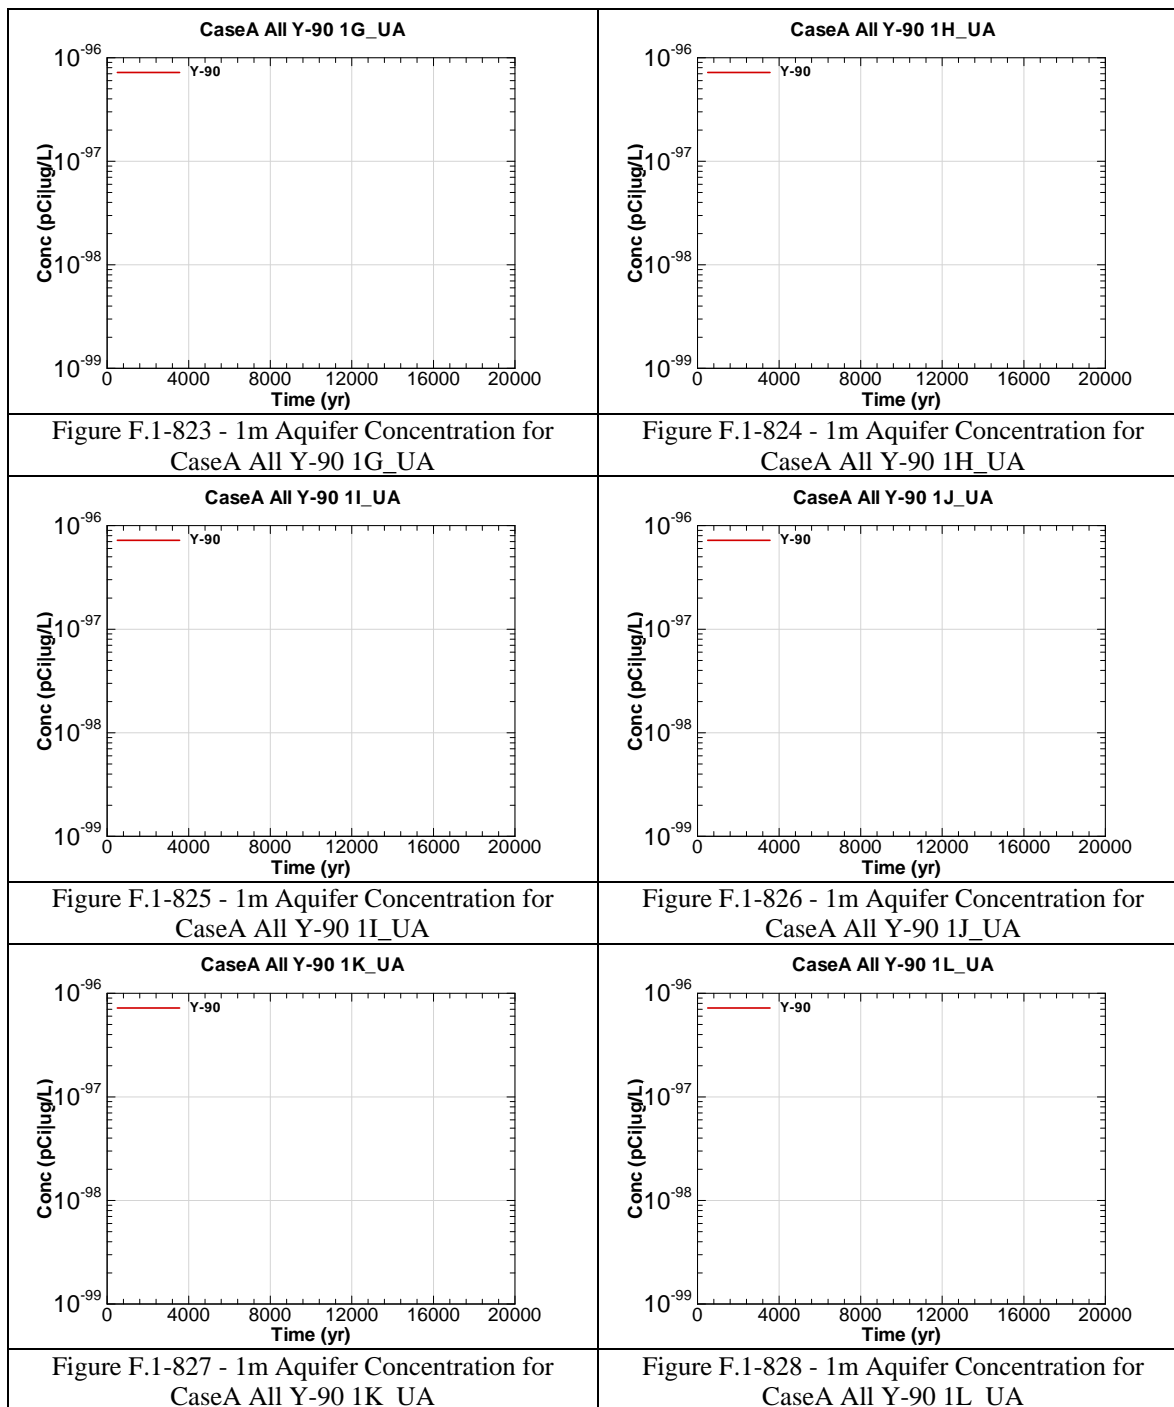 CaseA All Y-90 1G_UA
10-96
Y-90
10-97
Conc (pCi|ug/L)
10-98
10-99
0 4000 8000 12000 16000 20000
Time (yr)
Figure F.1-823 - 1m Aquifer Concentration for
CaseA All Y-90 1G_UA
CaseA All Y-90 1H_UA
10-96
Y-90
10-97
Conc (pCi|ug/L)
10-98
10-99
0 4000 8000 12000 16000 20000
Time (yr)
Figure F.1-824 - 1m Aquifer Concentration for
CaseA All Y-90 1H_UA
CaseA All Y-90 1I_UA
10-96
Y-90
10-97
Conc (pCi|ug/L)
10-98
10-99
0 4000 8000 12000 16000 20000
Time (yr)
Figure F.1-825 - 1m Aquifer Concentration for
CaseA All Y-90 1I_UA
CaseA All Y-90 1J_UA
10-96
Y-90
10-97
Conc (pCi|ug/L)
10-98
10-99
0 4000 8000 12000 16000 20000
Time (yr)
Figure F.1-826 - 1m Aquifer Concentration for
CaseA All Y-90 1J_UA
CaseA All Y-90 1K_UA
10-96
Y-90
10-97
Conc (pCi|ug/L)
10-98
10-99
0 4000 8000 12000 16000 20000
Time (yr)
Figure F.1-827 - 1m Aquifer Concentration for
CaseA All Y-90 1K_UA
CaseA All Y-90 1L_UA
10-96
Y-90
10-97
Conc (pCi|ug/L)
10-98
10-99
0 4000 8000 12000 16000 20000
Time (yr)
Figure F.1-828 - 1m Aquifer Concentration for
CaseA All Y-90 1L_UA